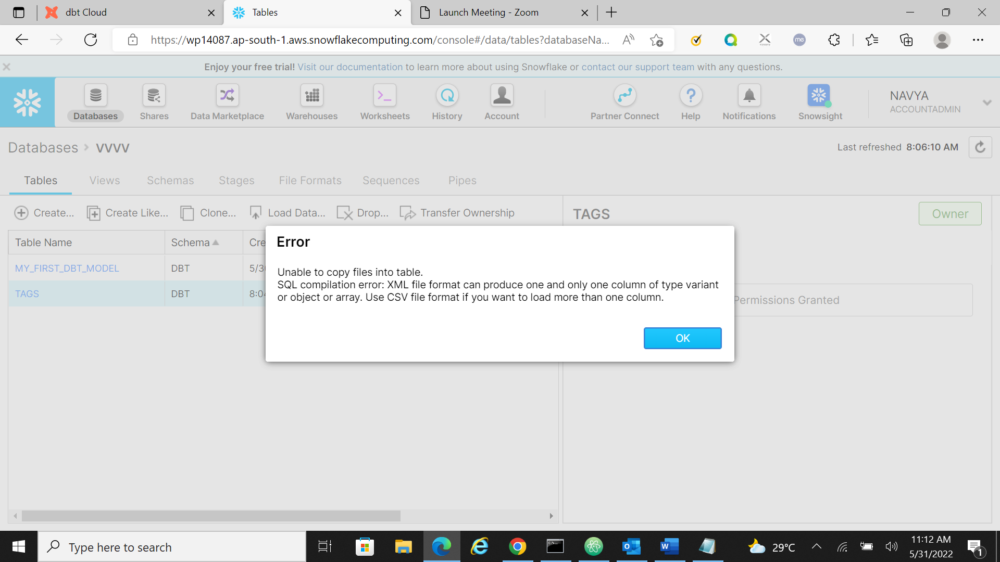 dbt Cloud
Tables
Launch Meeting - Zoom
https://wp14087.ap-south-1.aws.snowflakecomputing.com/console#/data/tables?databaseNa...
me
Enjoy your free trial! Visit our documentation to learn more about using Snowflake or contact our support team with any questions.
Databases
Shares
Data Marketplace
Warehouses
Worksheets
History
Account
Partner Connect
Help
Notifications
Snowsight
NAVYA
ACCOUNTADMIN
Databases > VVVV
Last refreshed 8:06:10 AM
Tables
Views
Schemas
Stages
File Formats
Sequences
Pipes
Create...
Create Like...
Clone...
Load Data...
Drop...
Transfer Ownership
TAGS
Owner
Table Name
Schema
Cre
MY_FIRST_DBT_MODEL
DBT
5/30
TAGS
DBT
8:04
Permissions Granted
Error
Unable to copy files into table.
SQL compilation error: XML file format can produce one and only one column of type variant
or object or array. Use CSV file format if you want to load more than one column.
OK
Type here to search
29°C
11:12 AM
5/31/2022
1